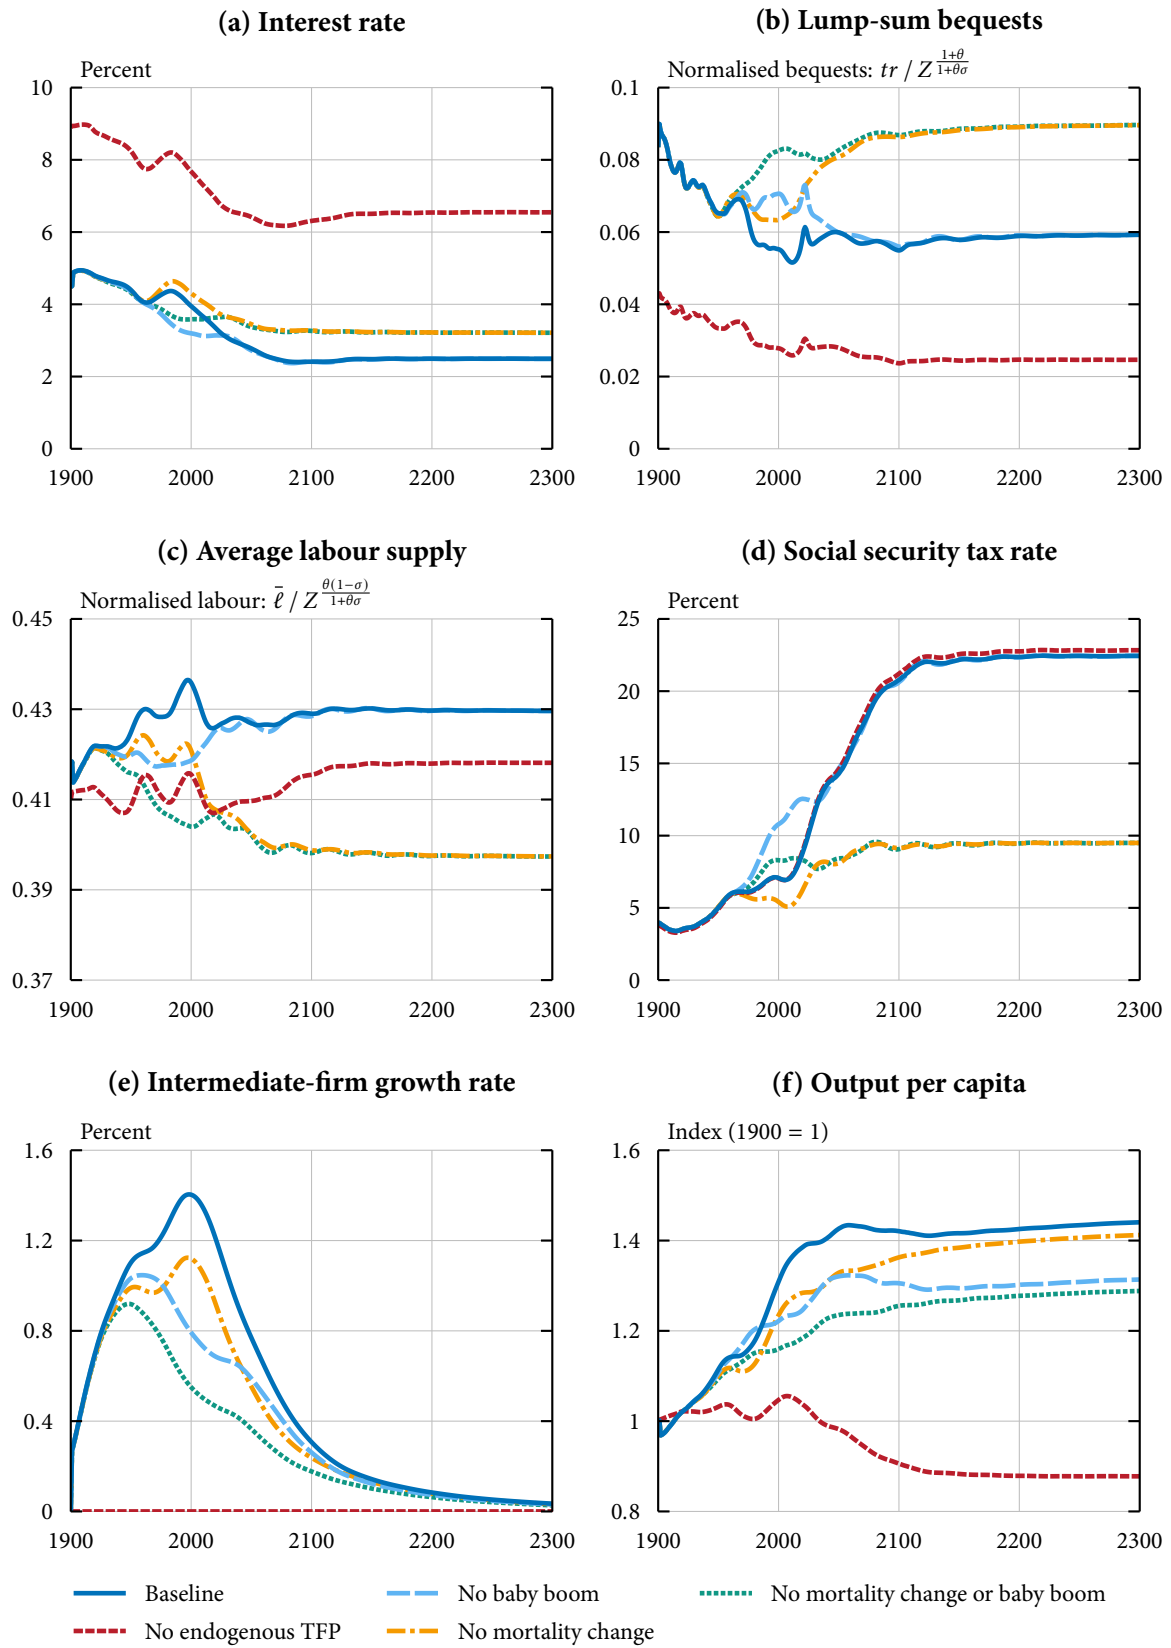 (a) Interest rate
Percent
10
8
6
4
2
0
1900 2000 2100 2200 2300
(b) Lump-sum bequests
Normalised bequests: tr / Z^{\frac{1+θ}{1+θσ}}
0.1
0.08
0.06
0.04
0.02
0
1900 2000 2100 2200 2300
(c) Average labour supply
Normalised labour: \bar{ℓ} / Z^{\frac{θ(1−σ)}{1+θσ}}
0.45
0.43
0.41
0.39
0.37
1900 2000 2100 2200 2300
(d) Social security tax rate
Percent
25
20
15
10
5
0
1900 2000 2100 2200 2300
(e) Intermediate-firm growth rate
Percent
1.6
1.2
0.8
0.4
0
1900 2000 2100 2200 2300
(f) Output per capita
Index (1900 = 1)
1.6
1.4
1.2
1
0.8
1900 2000 2100 2200 2300
Baseline No baby boom No mortality change or baby boom
No endogenous TFP No mortality change